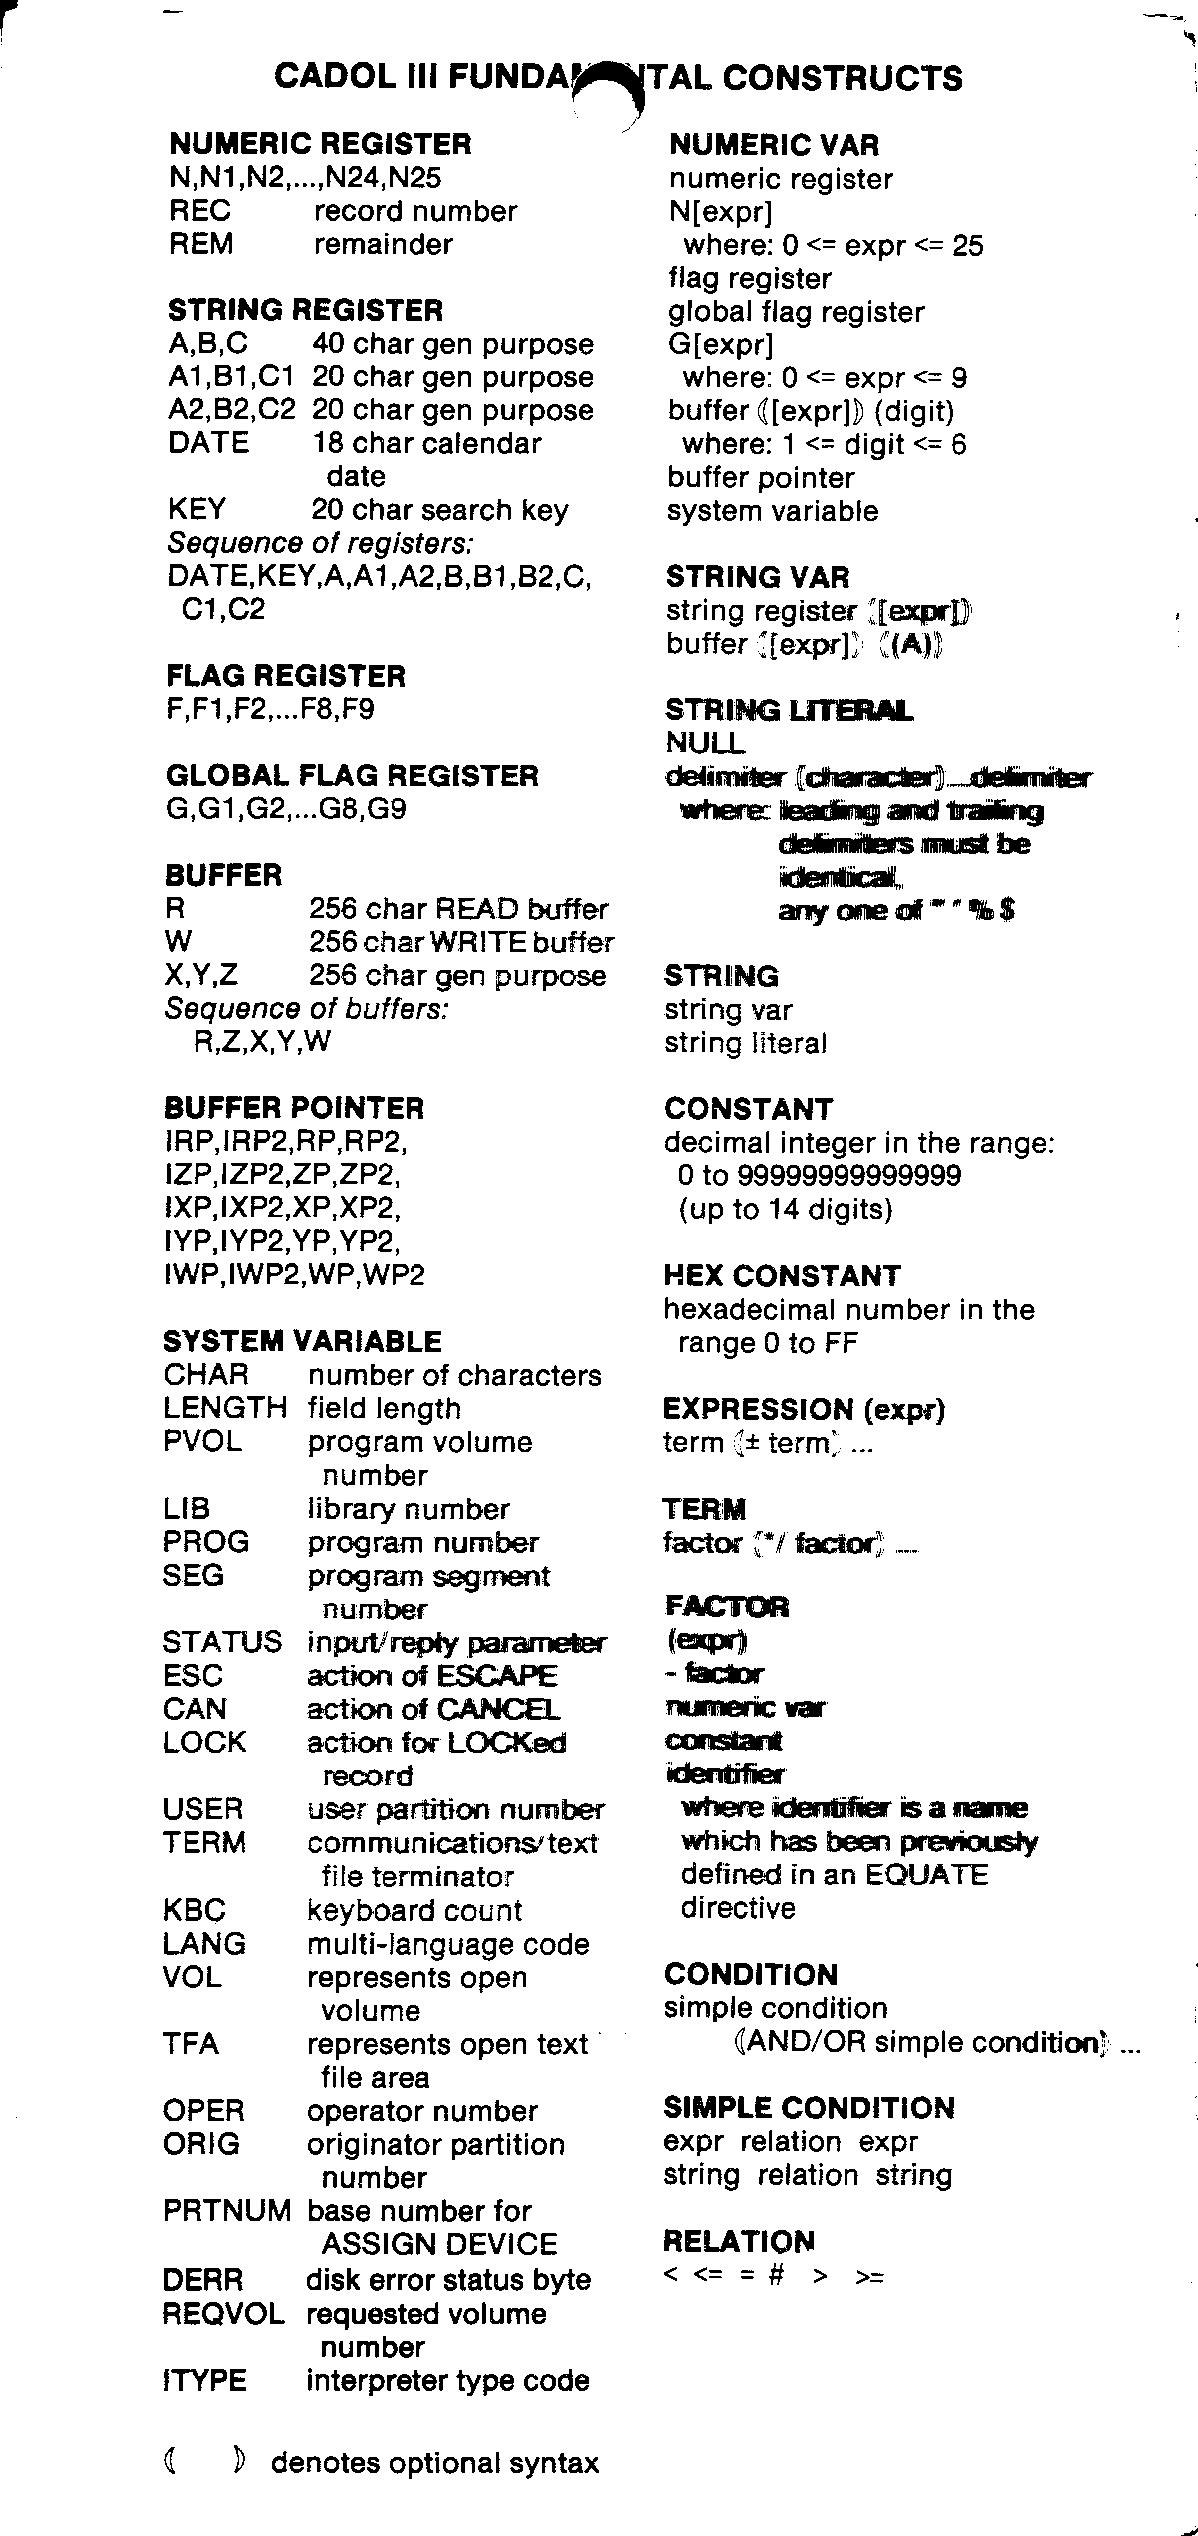 CADOL III FUNDAMENTAL CONSTRUCTS
NUMERIC REGISTER
N,N1,N2,...,N24,N25
REC record number
REM remainder
STRING REGISTER
A,B,C 40 char gen purpose
A1,B1,C1 20 char gen purpose
A2,B2,C2 20 char gen purpose
DATE 18 char calendar
date
KEY 20 char search key
Sequence of registers:
DATE,KEY,A,A1,A2,B,B1,B2,C,
C1,C2
FLAG REGISTER
F,F1,F2,...F8,F9
GLOBAL FLAG REGISTER
G,G1,G2,...G8,G9
BUFFER
R 256 char READ buffer
W 256 char WRITE buffer
X,Y,Z 256 char gen purpose
Sequence of buffers:
R,Z,X,Y,W
BUFFER POINTER
IRP,IRP2,RP,RP2,
IZP,IZP2,ZP,ZP2,
IXP,IXP2,XP,XP2,
IYP,IYP2,YP,YP2,
IWP,IWP2,WP,WP2
SYSTEM VARIABLE
CHAR number of characters
LENGTH field length
PVOL program volume
number
LIB library number
PROG program number
SEG program segment
number
STATUS input/reply parameter
ESC action of ESCAPE
CAN action of CANCEL
LOCK action for LOCKed
record
USER user partition number
TERM communications/text
file terminator
KBC keyboard count
LANG multi-language code
VOL represents open
volume
TFA represents open text
file area
OPER operator number
ORIG originator partition
number
PRTNUM base number for
ASSIGN DEVICE
DERR disk error status byte
REQVOL requested volume
number
ITYPE interpreter type code
⸨ ⸩ denotes optional syntax
NUMERIC VAR
numeric register
N[expr]
where: 0 <= expr <= 25
flag register
global flag register
G[expr]
where: 0 <= expr <= 9
buffer ⸨[expr]⸩ (digit)
where: 1 <= digit <= 6
buffer pointer
system variable
STRING VAR
string register ⸨[expr]⸩
buffer ⸨[expr]⸩ ⸨(A)⸩
STRING LITERAL
NULL
delimiter ⸨character⸩...delimiter
where: leading and trailing
delimiters must be
identical,
any one of " ' % $
STRING
string var
string literal
CONSTANT
decimal integer in the range:
0 to 99999999999999
(up to 14 digits)
HEX CONSTANT
hexadecimal number in the
range 0 to FF
EXPRESSION (expr)
term ⸨± term⸩ ...
TERM
factor ⸨*/ factor⸩ ...
FACTOR
(expr)
- factor
numeric var
constant
identifier
where identifier is a name
which has been previously
defined in an EQUATE
directive
CONDITION
simple condition
⸨AND/OR simple condition⸩ ...
SIMPLE CONDITION
expr relation expr
string relation string
RELATION
< <= = # > >=